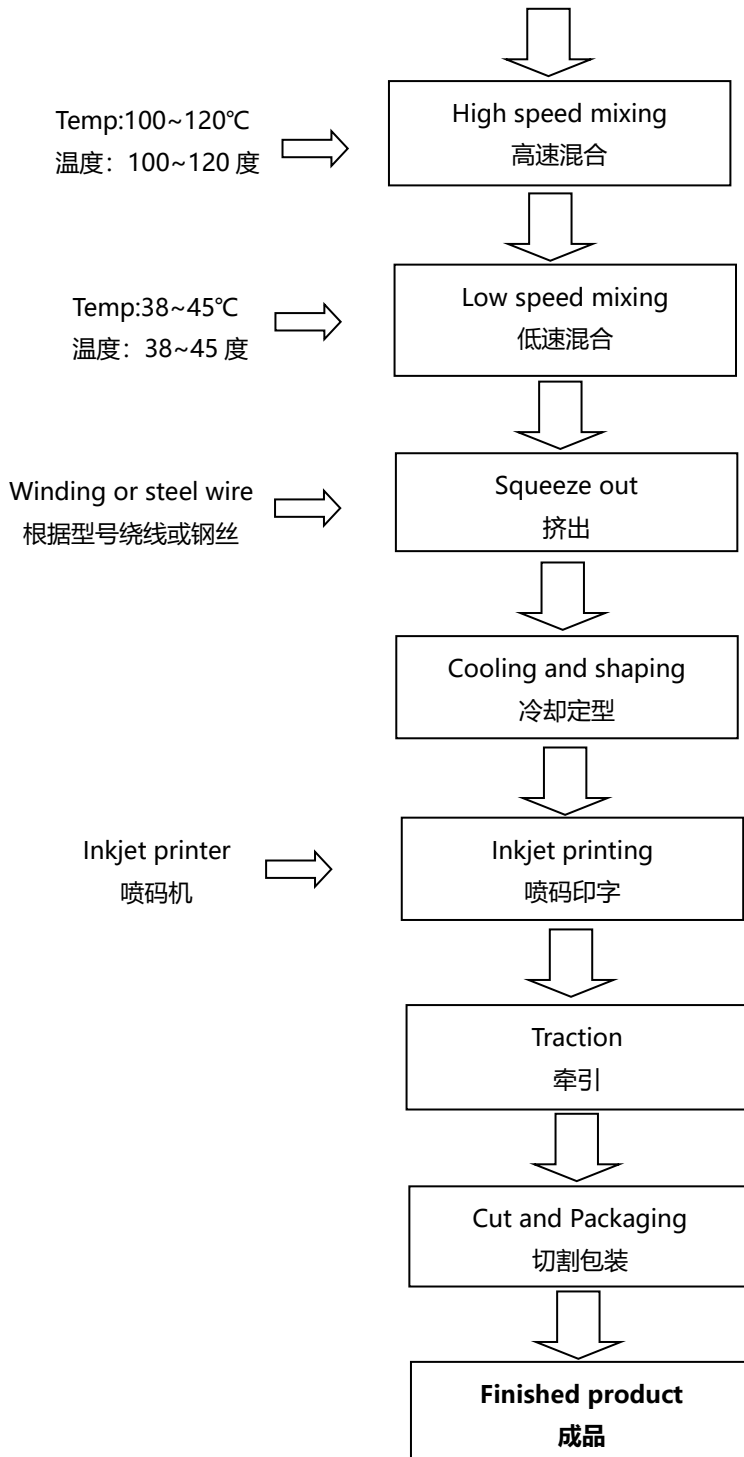 High speed mixing
高速混合
Temp:100~120℃
温度：100~120 度
Low speed mixing
低速混合
Temp:38~45℃
温度：38~45 度
Squeeze out
挤出
Winding or steel wire
根据型号绕线或钢丝
Cooling and shaping
冷却定型
Inkjet printing
喷码印字
Inkjet printer
喷码机
Traction
牵引
Cut and Packaging
切割包装
Finished product
成品